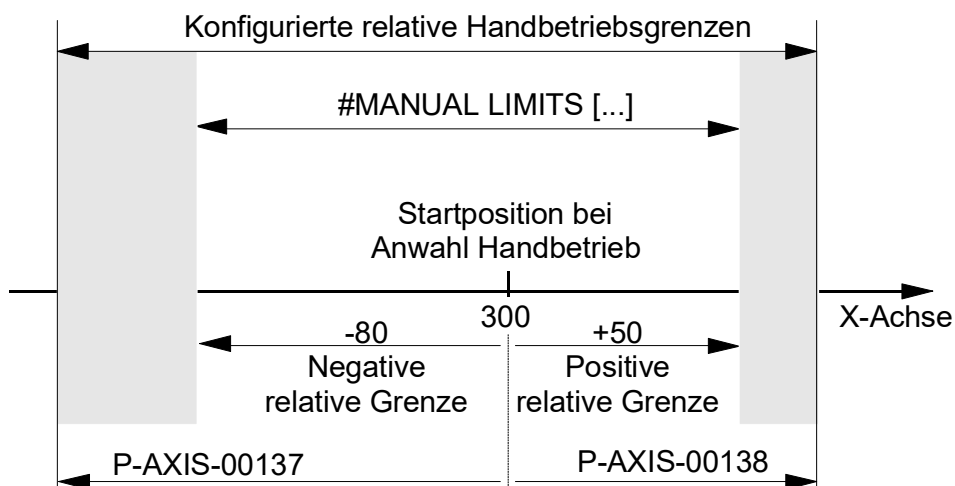 Konfigurierte relative Handbetriebsgrenzen
#MANUAL LIMITS [...]
Startposition bei
Anwahl Handbetrieb
300
X-Achse
-80
+50
Negative
relative Grenze
Positive
relative Grenze
P-AXIS-00137
P-AXIS-00138